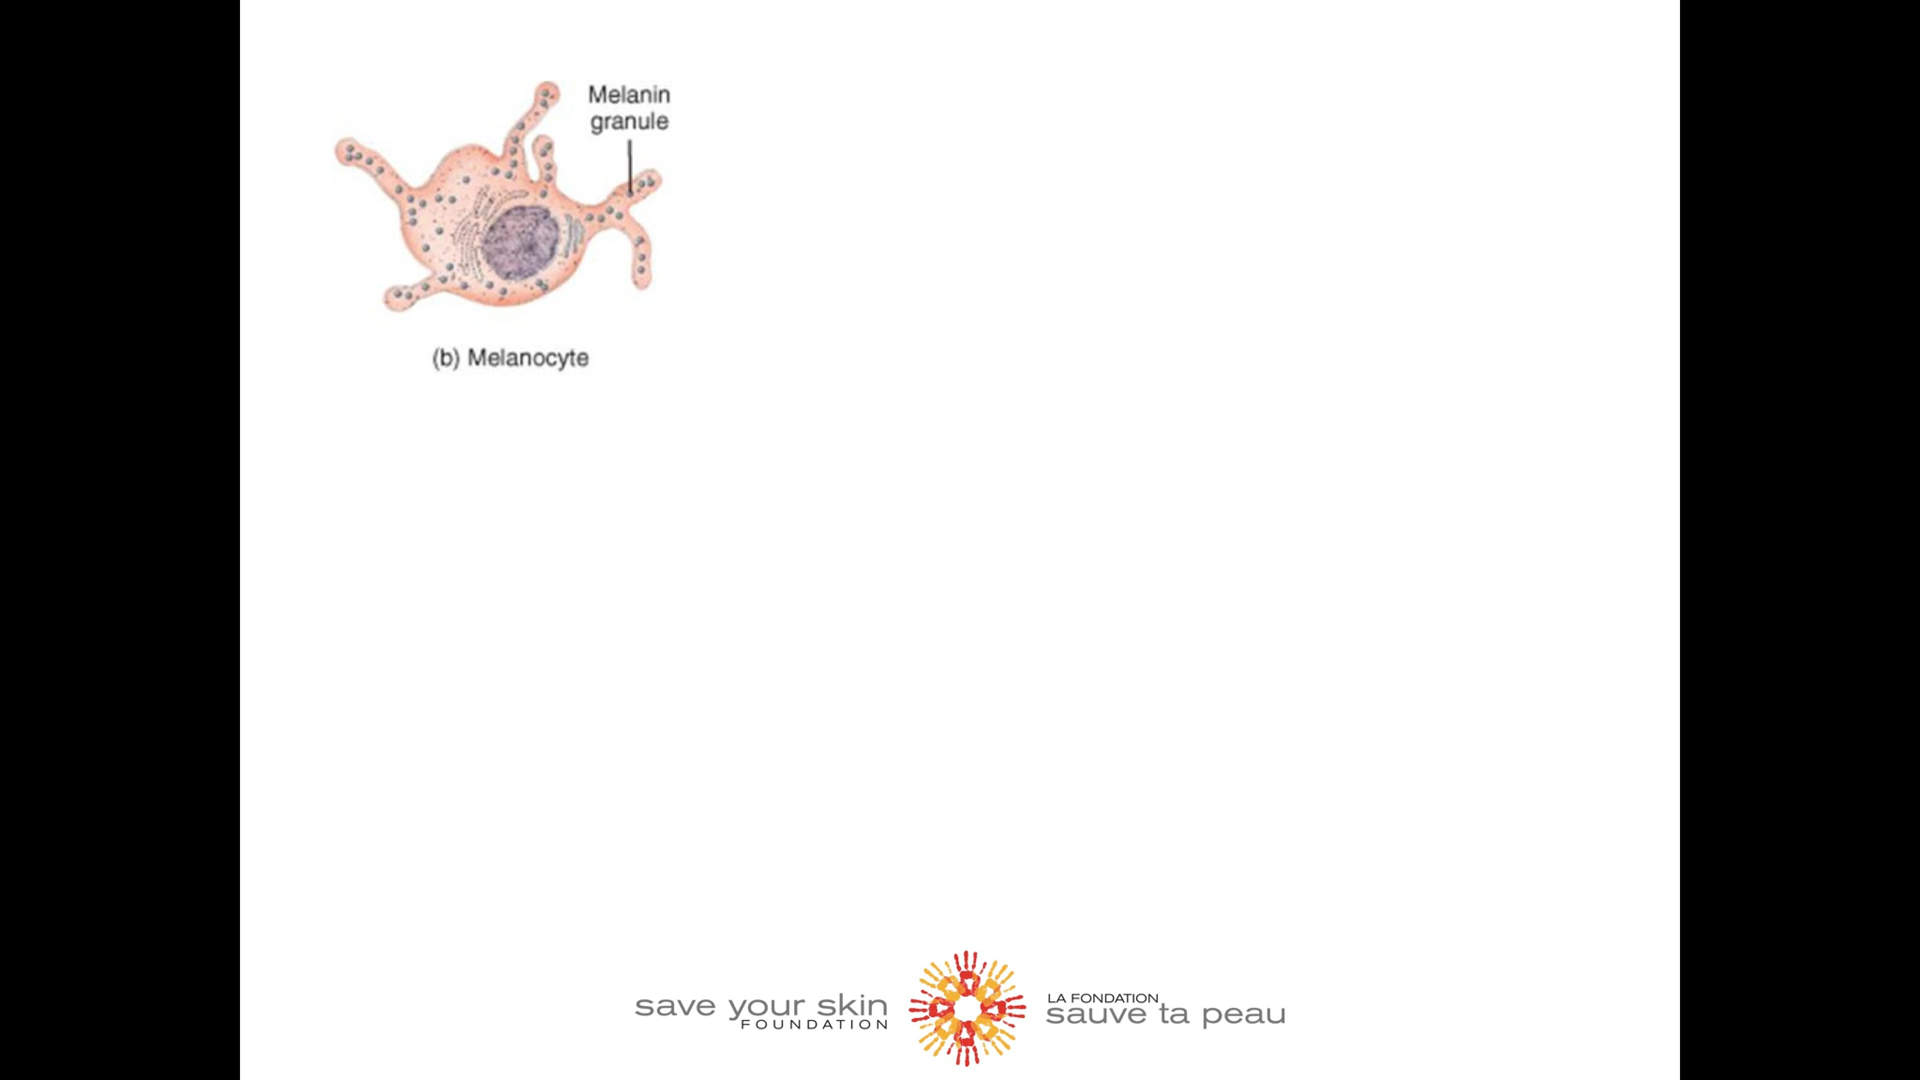 Melanin
granule
(b) Melanocyte
save your skin
FOUNDATION
LA FONDATION
sauve ta peau